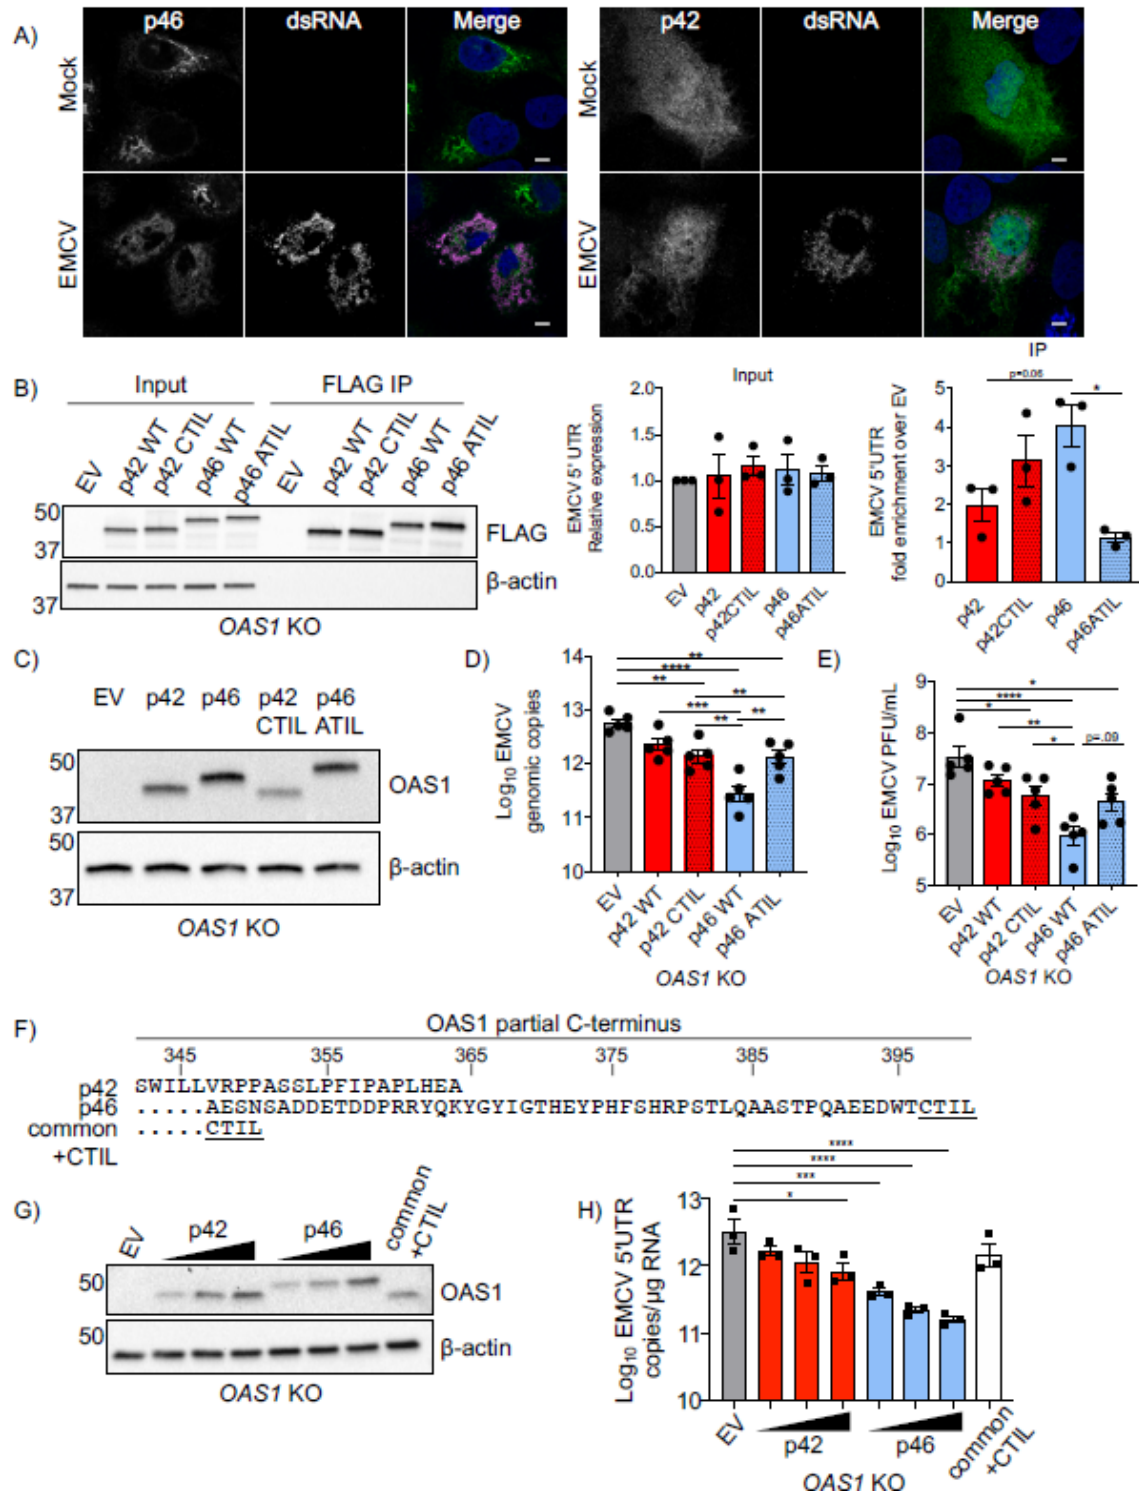 A)
p46 dsRNA Merge
p42 dsRNA Merge
Mock
Mock
EMCV
EMCV
B)
Input FLAG IP
EV p42 WT p42 CTIL p46 WT p46 ATIL EV p42 WT p42 CTIL p46 WT p46 ATIL
50
37
FLAG
37
β-actin
OAS1 KO
Input
EMCV 5' UTR
Relative expression
2.0
1.5
1.0
0.5
0.0
EV p42 p42CTIL p46 p46ATIL
IP
p=0.06
*
EMCV 5'UTR
fold enrichment over EV
5
4
3
2
1
0
p42 p42CTIL p46 p46ATIL
C)
EV p42 p46 p42 CTIL p46 ATIL
50
37
OAS1
50
37
β-actin
OAS1 KO
D)
Log10 EMCV
genomic copies
14
13
12
11
10
**
****
**
**
***
**
**
EV p42 WT p42 CTIL p46 WT p46 ATIL
OAS1 KO
E)
Log10 EMCV PFU/mL
9
8
7
6
5
*
****
*
**
*
p=.09
EV p42 WT p42 CTIL p46 WT p46 ATIL
OAS1 KO
F)
OAS1 partial C-terminus
345 355 365 375 385 395
p42 SWILLVRPPASSLPFIPAPLHEA
p46 .....AESNSADDETDDPRRYQKYGYIGTHEYPHFSHRPSTLQAASTPQAEEDWTCTIL
common .....CTIL
+CTIL
G)
EV p42 p46 common +CTIL
50
OAS1
50
β-actin
OAS1 KO
H)
Log10 EMCV 5'UTR
copies/µg RNA
13
12
11
10
****
****
***
*
EV p42 p46 common +CTIL
OAS1 KO